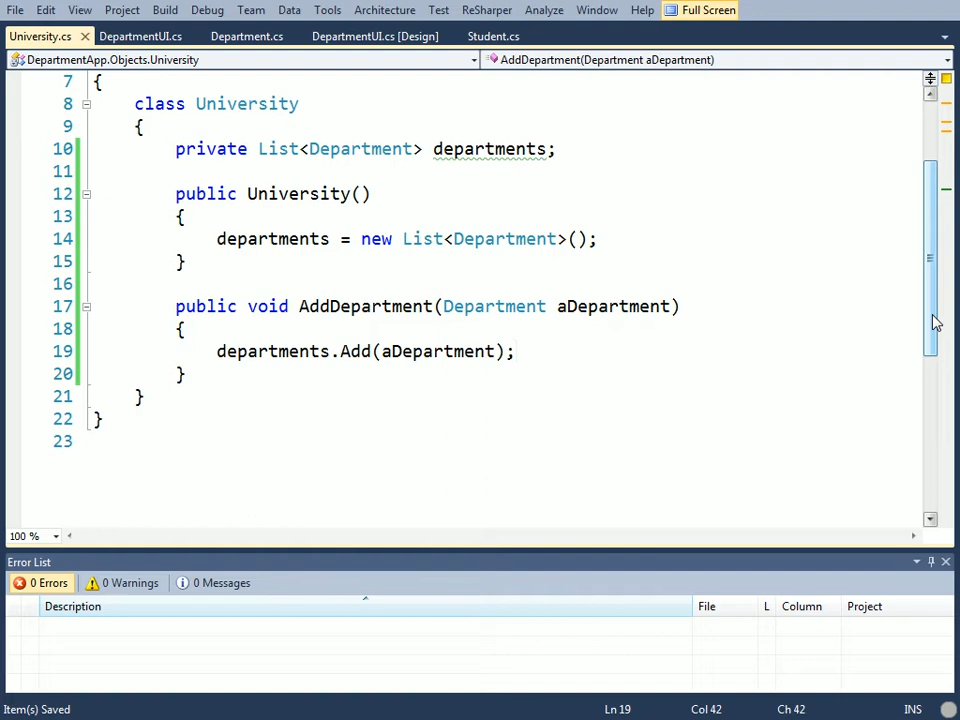 File Edit View Project Build Debug Team Data Tools Architecture Test ReSharper Analyze Window Help Full Screen
University.cs DepartmentUI.cs Department.cs DepartmentUI.cs [Design] Student.cs
DepartmentApp.Objects.University AddDepartment(Department aDepartment)
7 {
8 class University
9 {
10 private List<Department> departments;
11
12 public University()
13 {
14 departments = new List<Department>();
15 }
16
17 public void AddDepartment(Department aDepartment)
18 {
19 departments.Add(aDepartment);
20 }
21 }
22 }
23
100 %
Error List
0 Errors 0 Warnings 0 Messages
Description File L Column Project
Item(s) Saved Ln 19 Col 42 Ch 42 INS